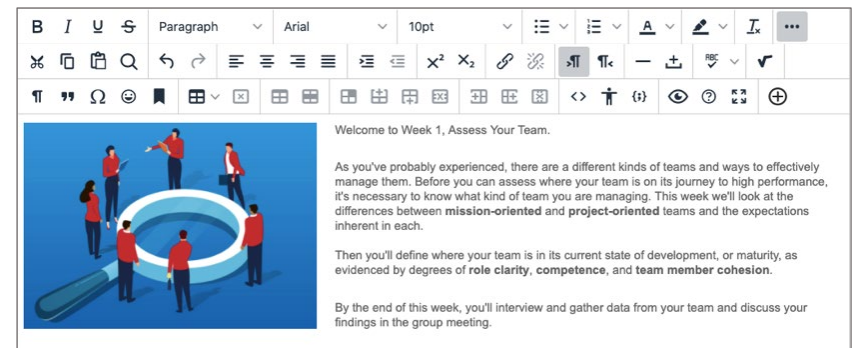 B I U S Paragraph Arial 10pt A Tx
x² X₂ ABC
Welcome to Week 1, Assess Your Team.
As you've probably experienced, there are a different kinds of teams and ways to effectively
manage them. Before you can assess where your team is on its journey to high performance,
it's necessary to know what kind of team you are managing. This week we'll look at the
differences between mission-oriented and project-oriented teams and the expectations
inherent in each.
Then you'll define where your team is in its current state of development, or maturity, as
evidenced by degrees of role clarity, competence, and team member cohesion.
By the end of this week, you'll interview and gather data from your team and discuss your
findings in the group meeting.